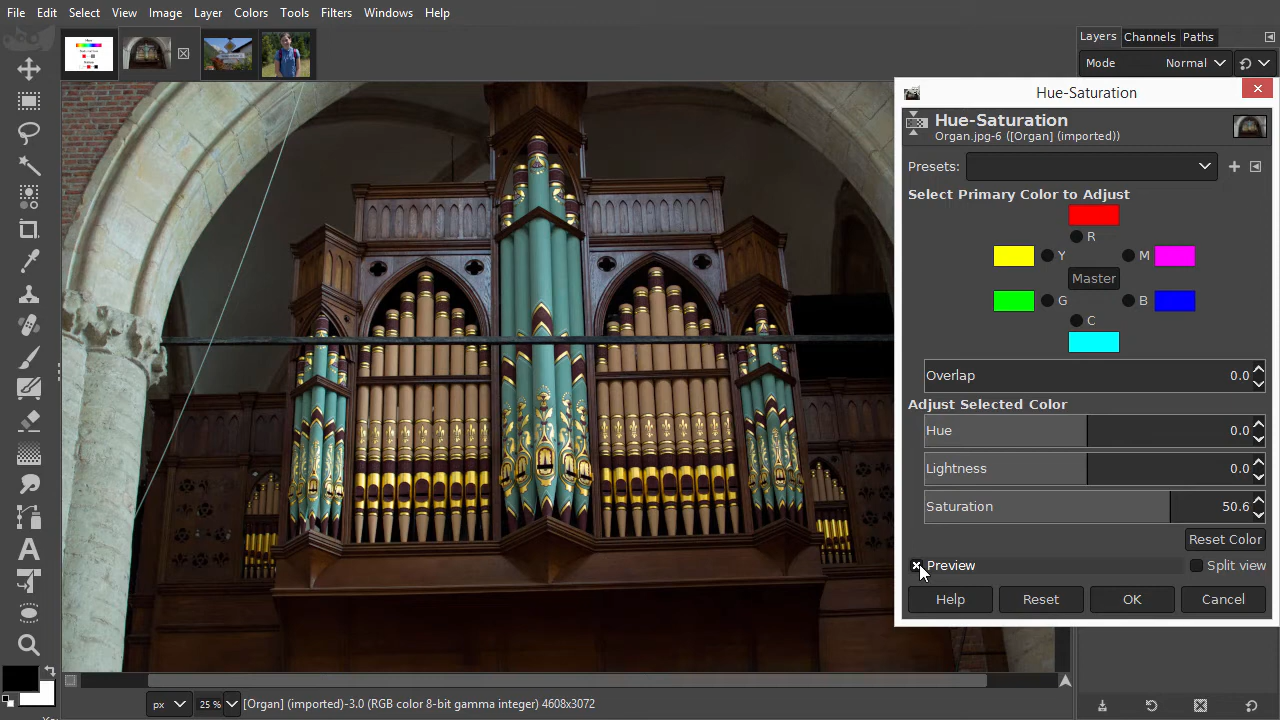 File Edit Select View Image Layer Colors Tools Filters Windows Help
Layers Channels Paths
Mode Normal
Hue-Saturation
Hue-Saturation
Organ.jpg-6 ([Organ] (imported))
Presets:
Select Primary Color to Adjust
R
Y M
Master
G B
C
Overlap 0.0
Adjust Selected Color
Hue 0.0
Lightness 0.0
Saturation 50.6
Reset Color
Preview Split view
Help Reset OK Cancel
px 25 % [Organ] (imported)-3.0 (RGB color 8-bit gamma integer) 4608x3072